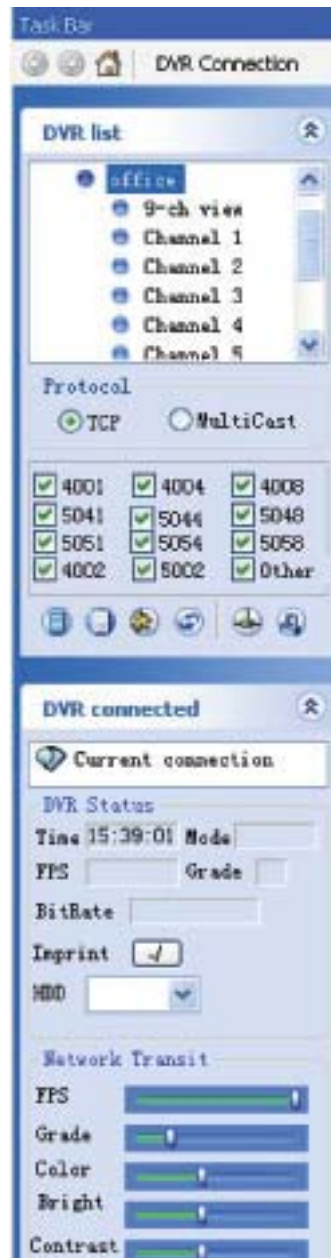 Task Bar
DVR Connection
DVR list
office
9-ch view
Channel 1
Channel 2
Channel 3
Channel 4
Channel 5
Protocol
TCP MultiCast
4001 4004 4008
5041 5044 5048
5051 5054 5058
4002 5002 Other
DVR connected
Current connection
DVR Status
Time 15:39:01 Mode
FPS Grade
BitRate
Imprint
HDD
Network Transit
FPS
Grade
Color
Bright
Contrast